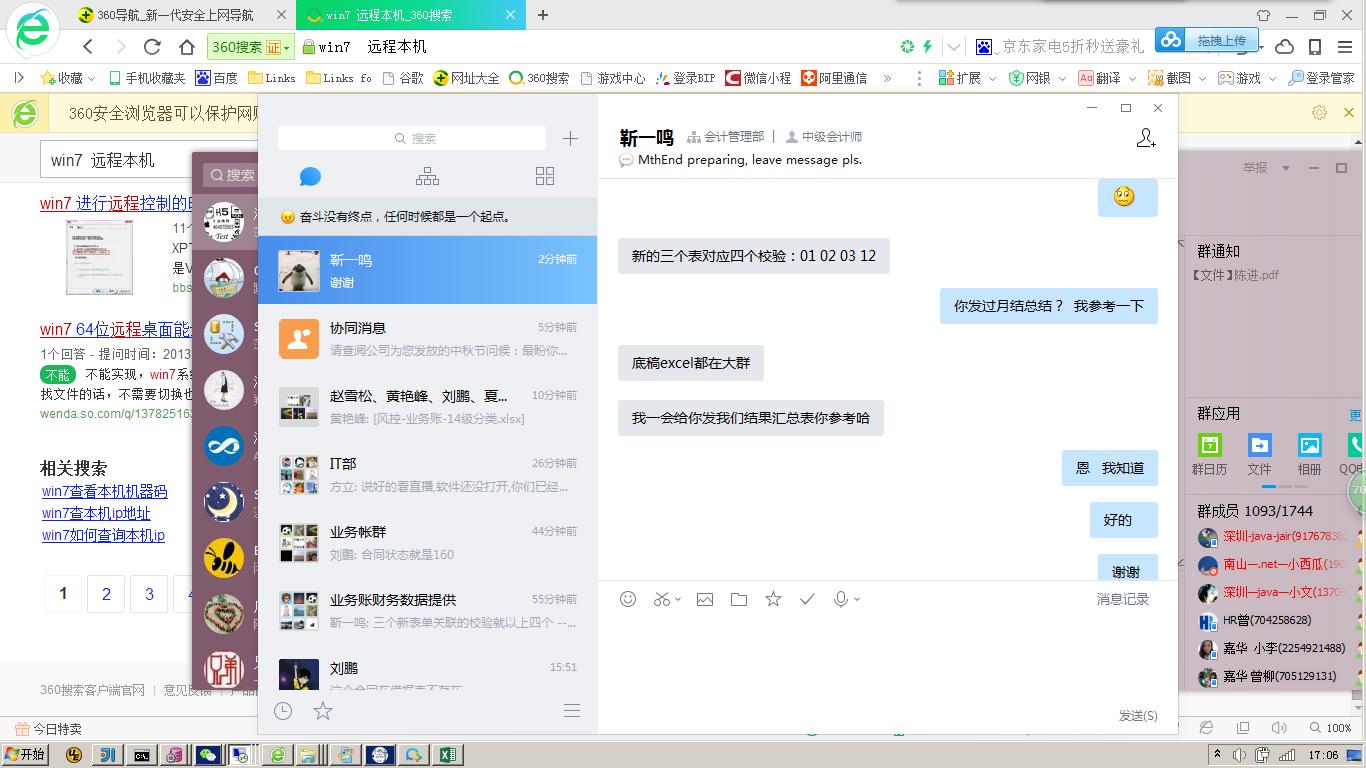 360导航_新一代安全上网导航
win7 远程本机_360搜索
360搜索
证
win7 远程本机
京东家电5折秒送豪礼
拖拽上传
收藏
手机收藏夹
百度
Links
Links fo
谷歌
网址大全
360搜索
游戏中心
登录BIP
微信小程
阿里通信
扩展
网银
翻译
截图
游戏
登录管家
360安全浏览器可以保护网
win7 远程本机
win7 进行远程控制的
11
XP
是V
bbs
win7 64位远程桌面能
1个回答 - 提问时间: 2013
不能 不能实现，win7系
找文件的话，不需要切换也
wenda.so.com/q/13782516
相关搜索
win7查看本机机器码
win7查本机ip地址
win7如何查询本机ip
1 2 3
360搜索客户端官网 | 意见反馈
今日特卖
搜索
搜索
奋斗没有终点，任何时候都是一个起点。
靳一鸣
2分钟前
谢谢
协同消息
5分钟前
请查阅公司为您发放的中秋节问候：最盼你...
赵雪松、黄艳峰、刘鹏、夏...
10分钟前
黄艳峰: [风控-业务账-14级分类.xlsx]
IT部
26分钟前
方立: 说好的看直播,软件还没打开,你们已经...
业务帐群
44分钟前
刘鹏: 合同状态就是160
业务账财务数据提供
55分钟前
靳一鸣: 三个新表单关联的校验就以上四个 --...
刘鹏
15:51
这个合同在借据表不存在
靳一鸣
会计管理部 | 中级会计师
MthEnd preparing, leave message pls.
新的三个表对应四个校验：01 02 03 12
你发过月结总结？ 我参考一下
底稿excel都在大群
我一会给你发我们结果汇总表你参考哈
恩 我知道
好的
谢谢
消息记录
发送(S)
举报
群通知
【文件】陈进.pdf
群应用
更
群日历
文件
相册
群成员 1093/1744
深圳-java-jair(9176783
南山—.net—小西瓜(190
深圳—java—小文(1370
HR曾(704258628)
嘉华 小李(2254921488)
嘉华 曾柳(705129131)
100%
开始
17:06